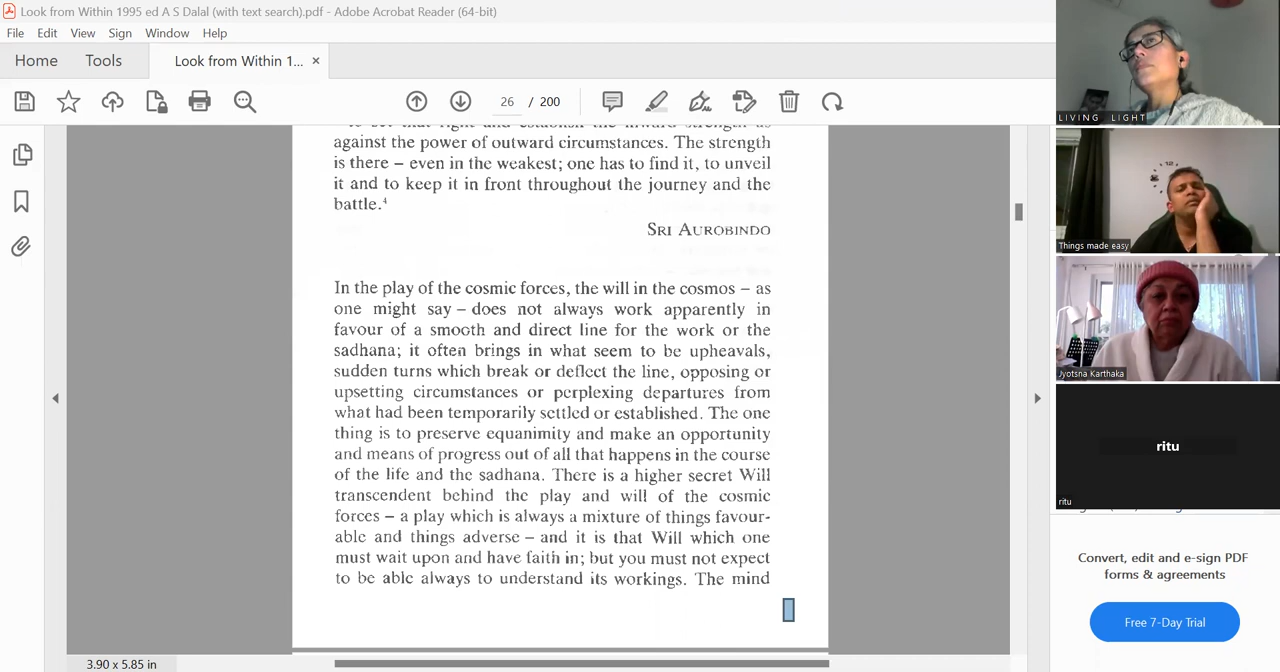 Look from Within 1995 ed A S Dalal (with text search).pdf - Adobe Acrobat Reader (64-bit)
File Edit View Sign Window Help
Home Tools Look from Within 1... ×
26 / 200
against the power of outward circumstances. The strength
is there – even in the weakest; one has to find it, to unveil
it and to keep it in front throughout the journey and the
battle.⁴
SRI AUROBINDO
In the play of the cosmic forces, the will in the cosmos – as
one might say – does not always work apparently in
favour of a smooth and direct line for the work or the
sadhana; it often brings in what seem to be upheavals,
sudden turns which break or deflect the line, opposing or
upsetting circumstances or perplexing departures from
what had been temporarily settled or established. The one
thing is to preserve equanimity and make an opportunity
and means of progress out of all that happens in the course
of the life and the sadhana. There is a higher secret Will
transcendent behind the play and will of the cosmic
forces – a play which is always a mixture of things favour-
able and things adverse – and it is that Will which one
must wait upon and have faith in; but you must not expect
to be able always to understand its workings. The mind
3.90 x 5.85 in
LIVING LIGHT
Things made easy
Jyotsna Karthaka
ritu
ritu
Convert, edit and e-sign PDF
forms & agreements
Free 7-Day Trial